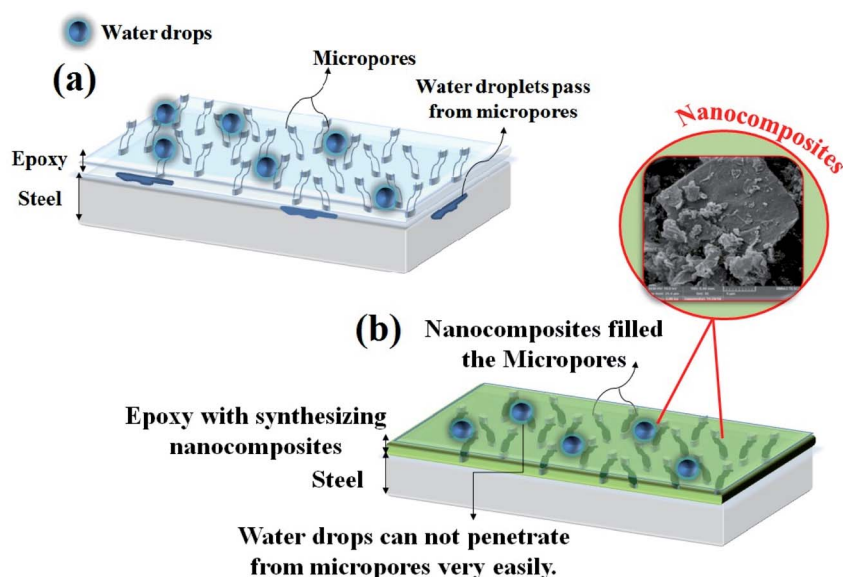 Water drops
(a)
Micropores
Water droplets pass
from micropores
Epoxy
Steel
Nanocomposites
(b)
Nanocomposites filled
the Micropores
Epoxy with synthesizing
nanocomposites
Steel
Water drops can not penetrate
from micropores very easily.